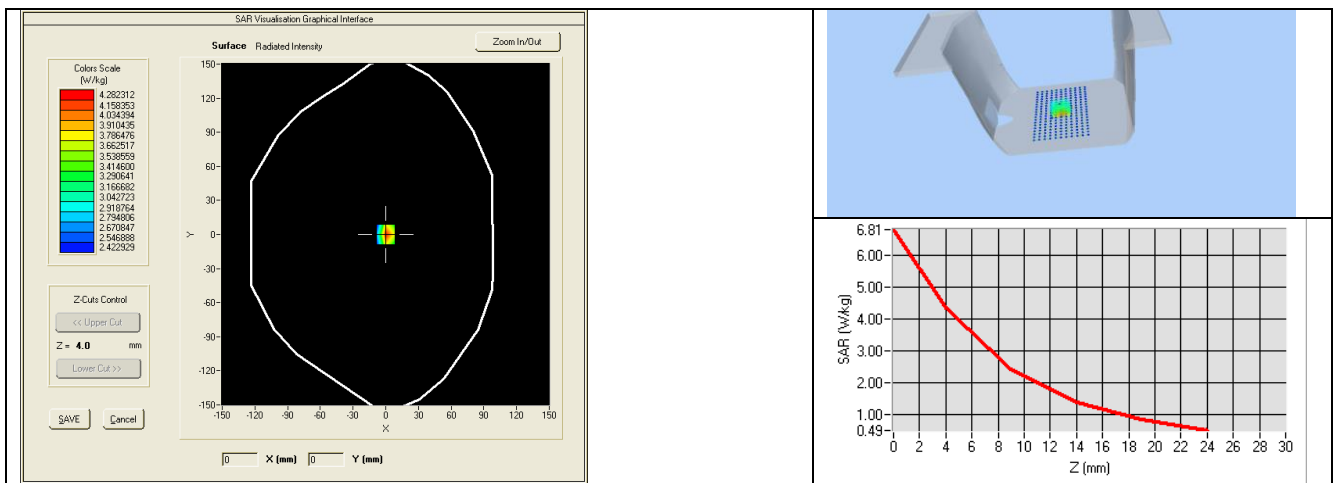 SAR Visualisation Graphical Interface
Surface Radiated Intensity
Zoom In/Out
Colors Scale
(W/kg)
4.282312
4.158353
4.034394
3.910435
3.786476
3.662517
3.538559
3.414600
3.290641
3.166682
3.042723
2.918764
2.794806
2.670847
2.546888
2.422929
Z-Cuts Control
<< Upper Cut
Z = 4.0 mm
Lower Cut >>
SAVE Cancel
150-
120-
90-
60-
30-
0-
-30-
-60-
-90-
-120-
-150-
Y
-150 -120 -90 -60 -30 0 30 60 90 120 150
X
0 X (mm) 0 Y (mm)
6.81-
6.00-
5.00-
4.00-
3.00-
2.00-
1.00-
0.49-
SAR (W/kg)
0 2 4 6 8 10 12 14 16 18 20 22 24 26 28 30
Z (mm)